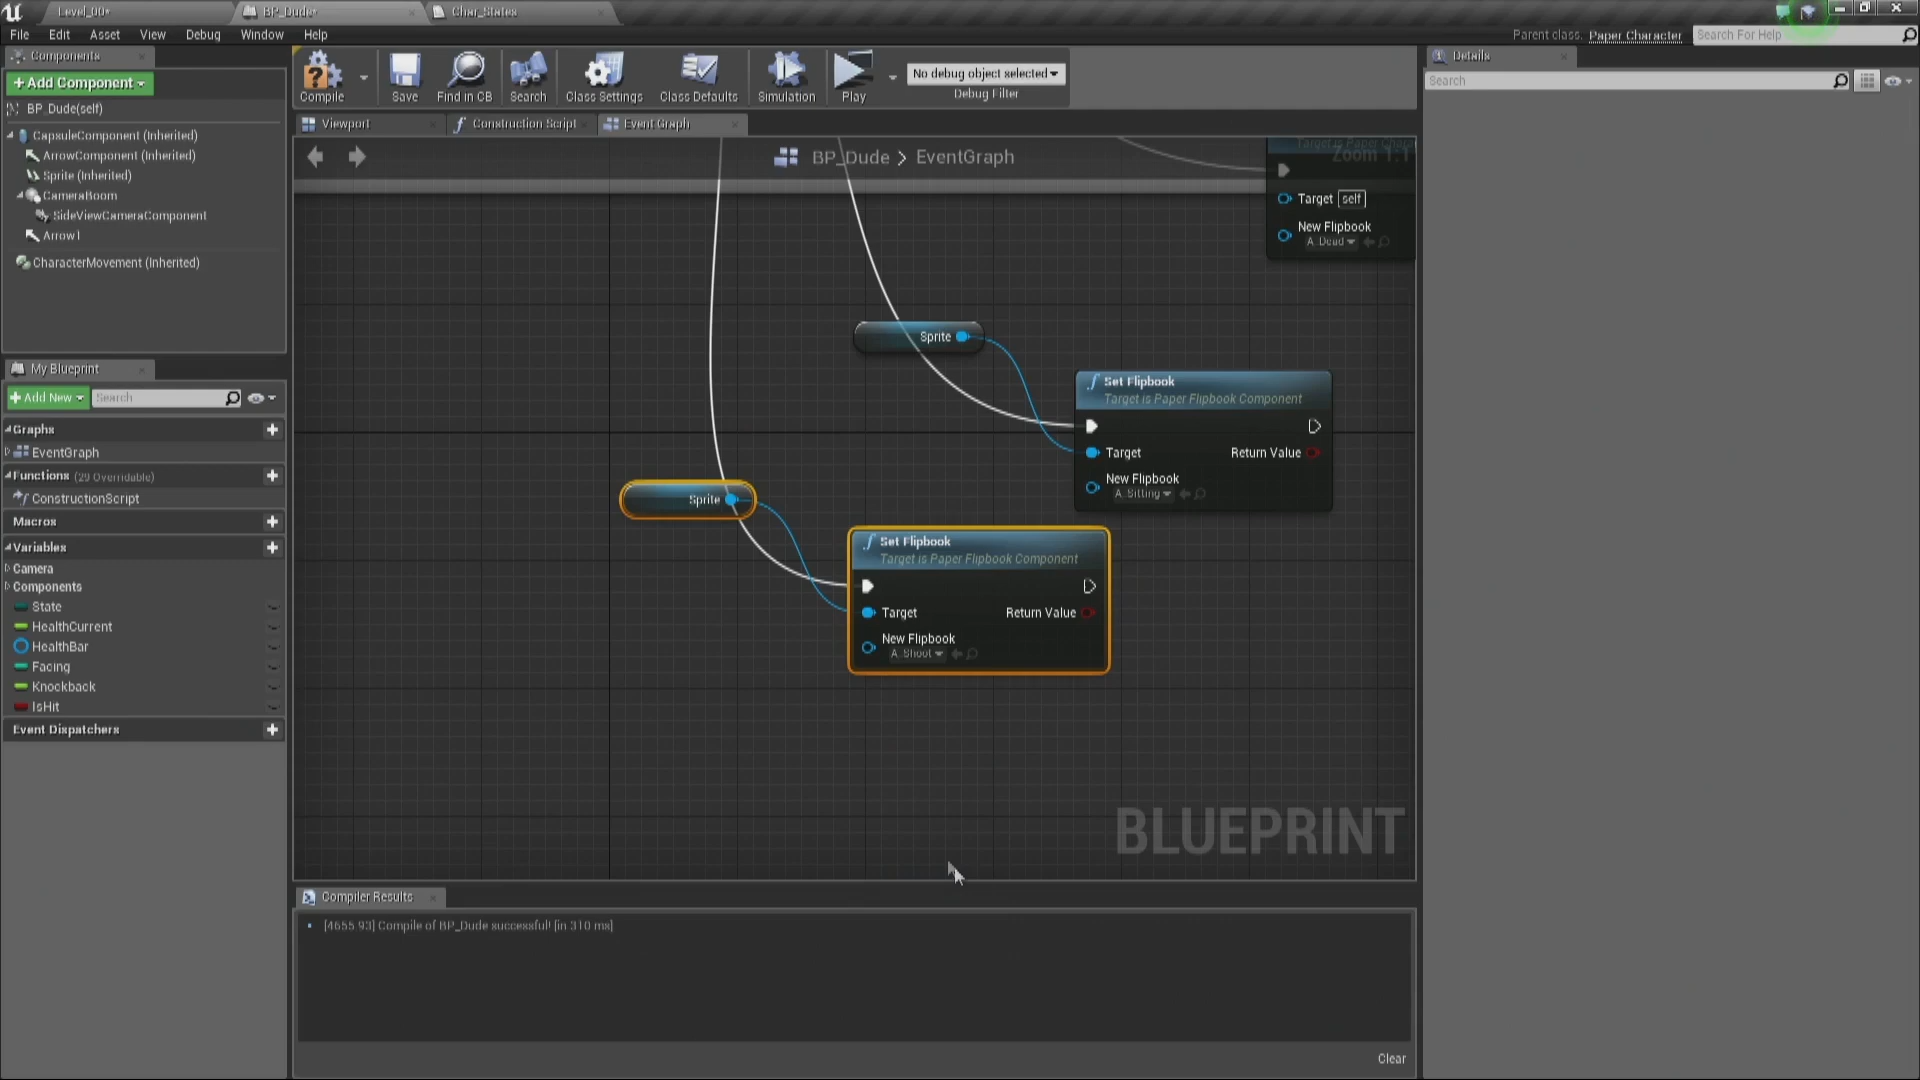 Level_00*
BP_Dude*
Char_States
File
Edit
Asset
View
Debug
Window
Help
Parent class: Paper Character
Search For Help
Components
+ Add Component
BP_Dude(self)
CapsuleComponent (Inherited)
ArrowComponent (Inherited)
Sprite (Inherited)
CameraBoom
SideViewCameraComponent
Arrow1
CharacterMovement (Inherited)
Compile
Save
Find in CB
Search
Class Settings
Class Defaults
Simulation
Play
No debug object selected
Debug Filter
Details
Search
Viewport
Construction Script
Event Graph
BP_Dude > EventGraph
Zoom 1:1
Target self
New Flipbook
A_Dead
Sprite
Set Flipbook
Target is Paper Flipbook Component
Target
Return Value
New Flipbook
A_Sitting
Sprite
Set Flipbook
Target is Paper Flipbook Component
Target
Return Value
New Flipbook
A_Shoot
BLUEPRINT
My Blueprint
+ Add New
Search
Graphs
EventGraph
Functions (29 Overridable)
ConstructionScript
Macros
Variables
Camera
Components
State
HealthCurrent
HealthBar
Facing
Knockback
IsHit
Event Dispatchers
Compiler Results
[4655.93] Compile of BP_Dude successful! [in 310 ms]
Clear